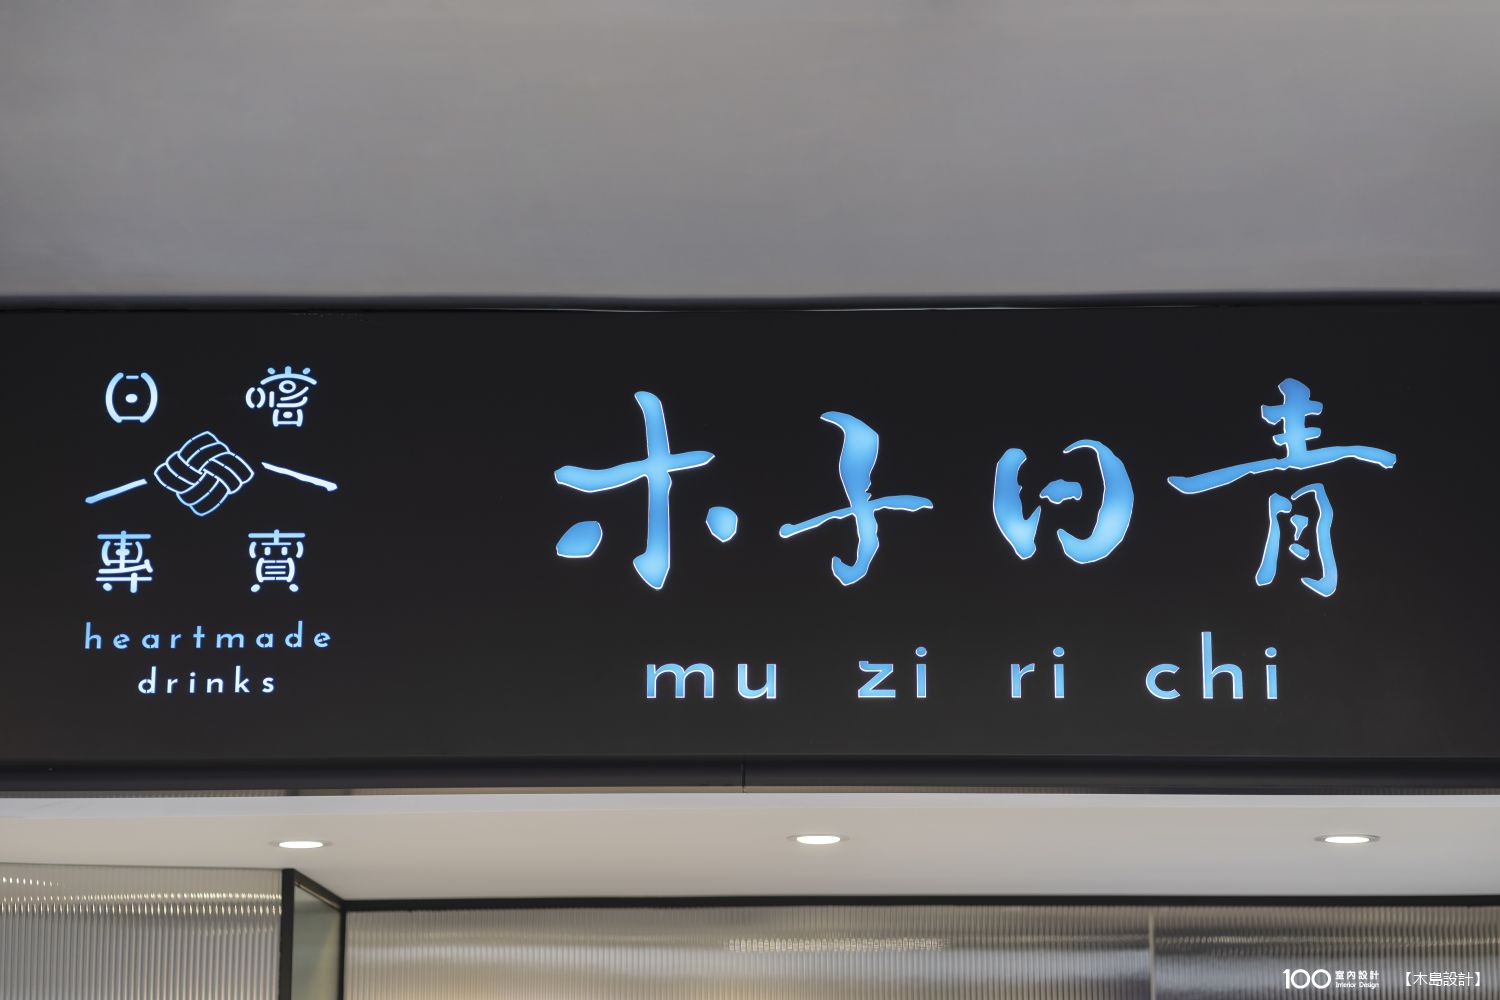 日嚐
專賣
heartmade
drinks
木子日青
mu zi ri chi
100 室內設計 Interior Design 【木島設計】